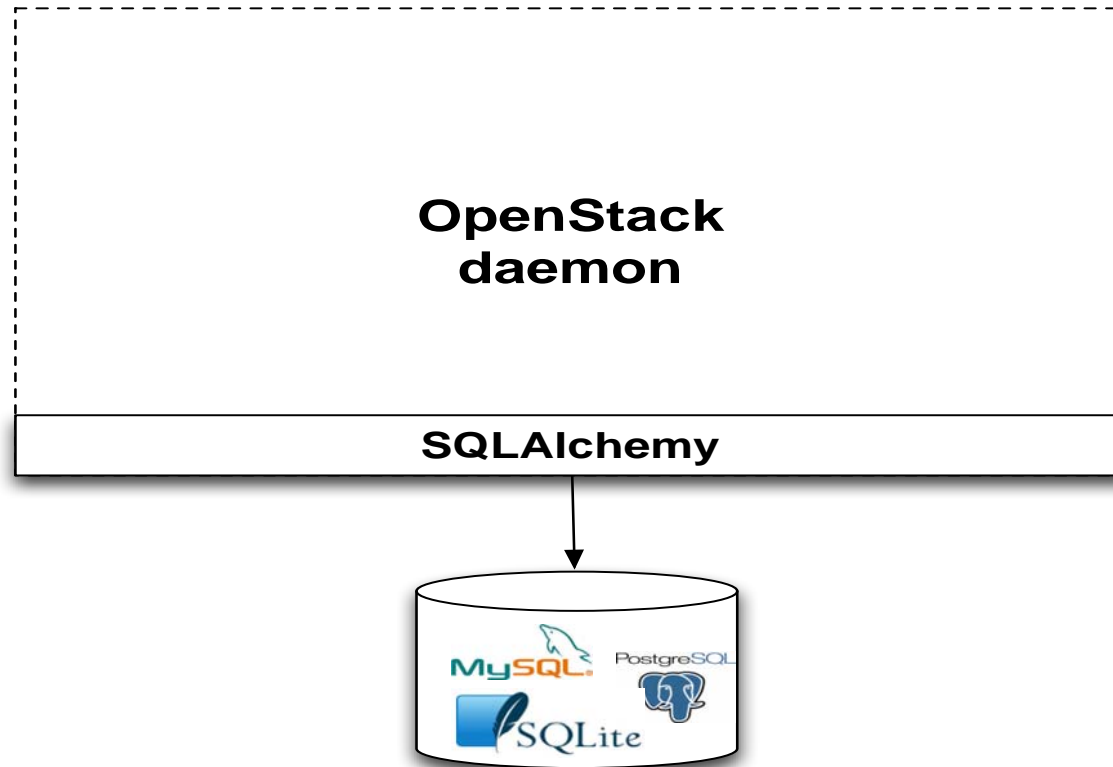 OpenStack
daemon
SQLAlchemy
MySQL®
PostgreSQL
SQLite